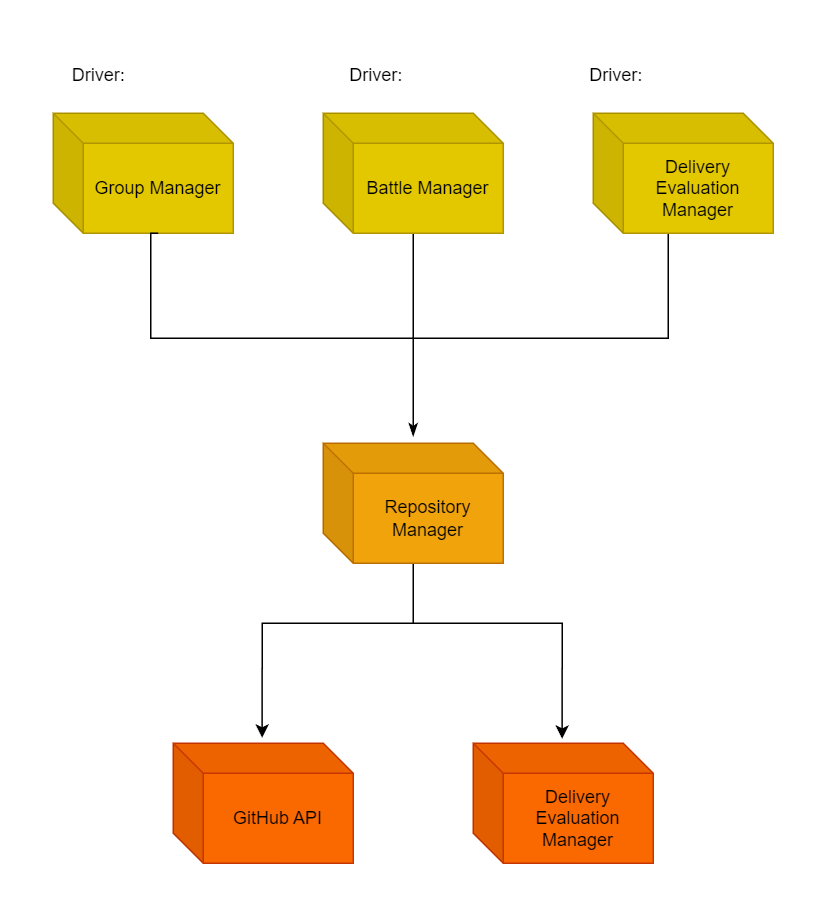 Driver:
Driver:
Driver:
Group Manager
Battle Manager
Delivery
Evaluation
Manager
Repository
Manager
GitHub API
Delivery
Evaluation
Manager